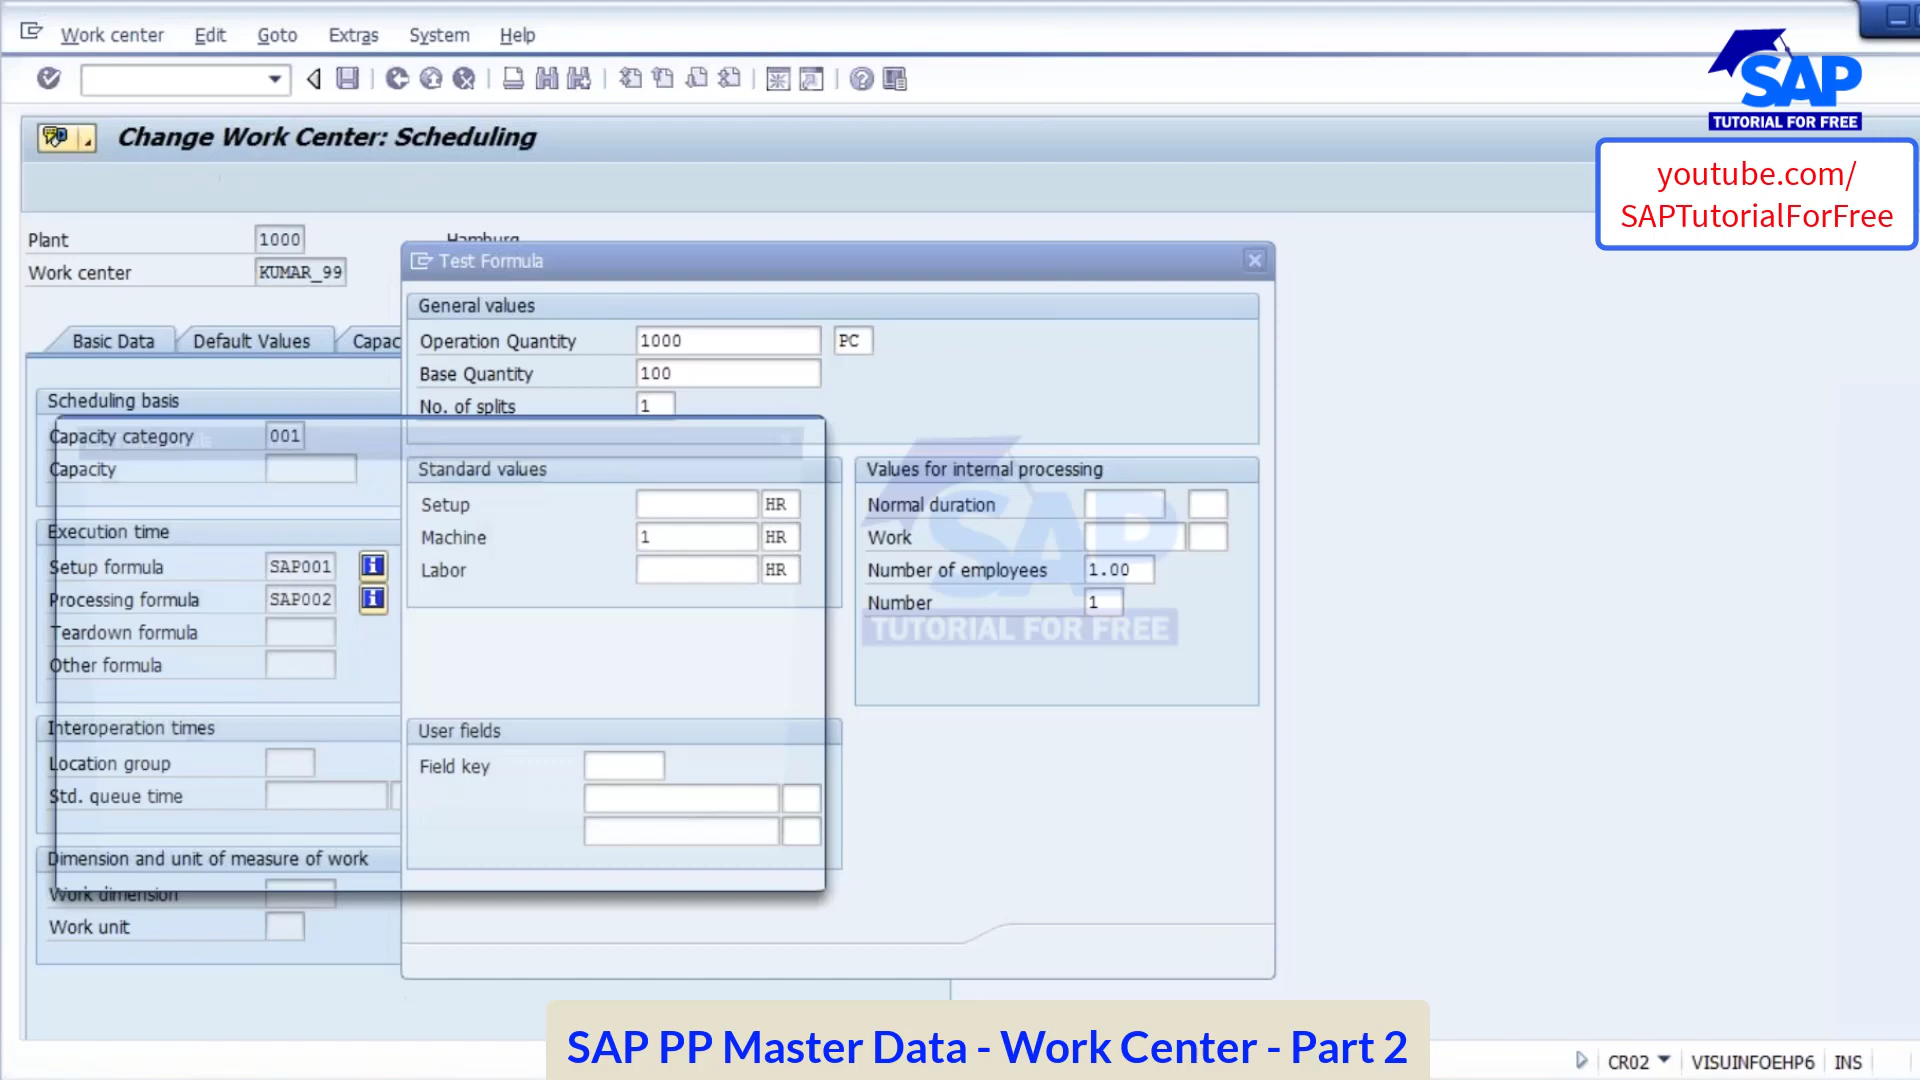 Work center Edit Goto Extras System Help
Change Work Center: Scheduling
SAP
TUTORIAL FOR FREE
youtube.com/
SAPTutorialForFree
Plant 1000 Hamburg
Work center KUMAR_99
Basic Data Default Values Capac
Scheduling basis
Capacity category 001
Capacity
Execution time
Setup formula SAP001
Processing formula SAP002
Teardown formula
Other formula
Interoperation times
Location group
Std. queue time
Dimension and unit of measure of work
Work dimension
Work unit
Test Formula
General values
Operation Quantity 1000 PC
Base Quantity 100
No. of splits 1
Standard values
Setup HR
Machine 1 HR
Labor HR
Values for internal processing
Normal duration
Work
Number of employees 1.00
Number 1
SAP
TUTORIAL FOR FREE
User fields
Field key
SAP PP Master Data - Work Center - Part 2
CR02 VISUINFOEHP6 INS